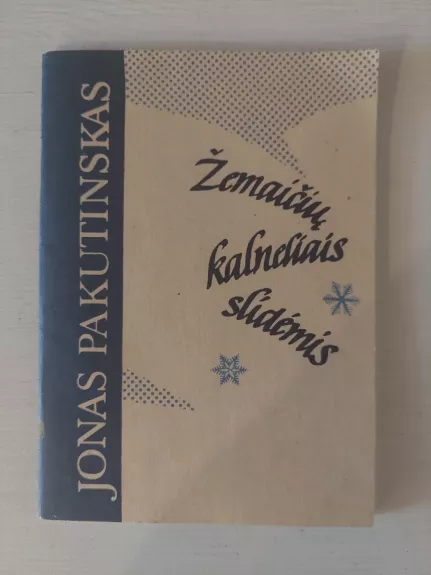 JONAS PAKUTINSKAS
Žemaičių
kalneliais
slidėmis